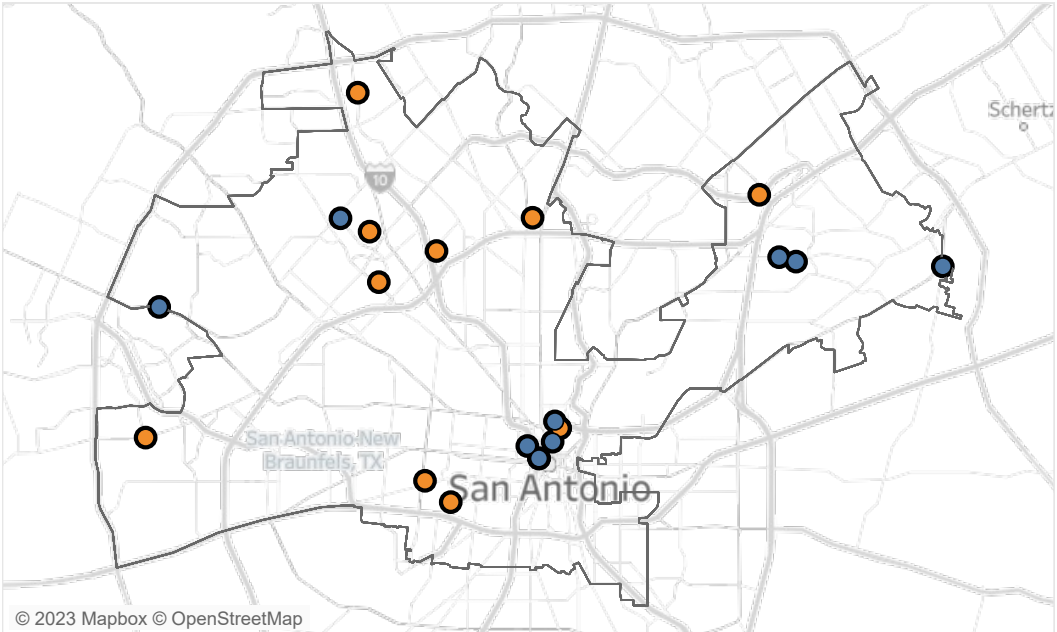 Schertz
10
San Antonio-New
Braunfels, TX
San Antonio
© 2023 Mapbox © OpenStreetMap